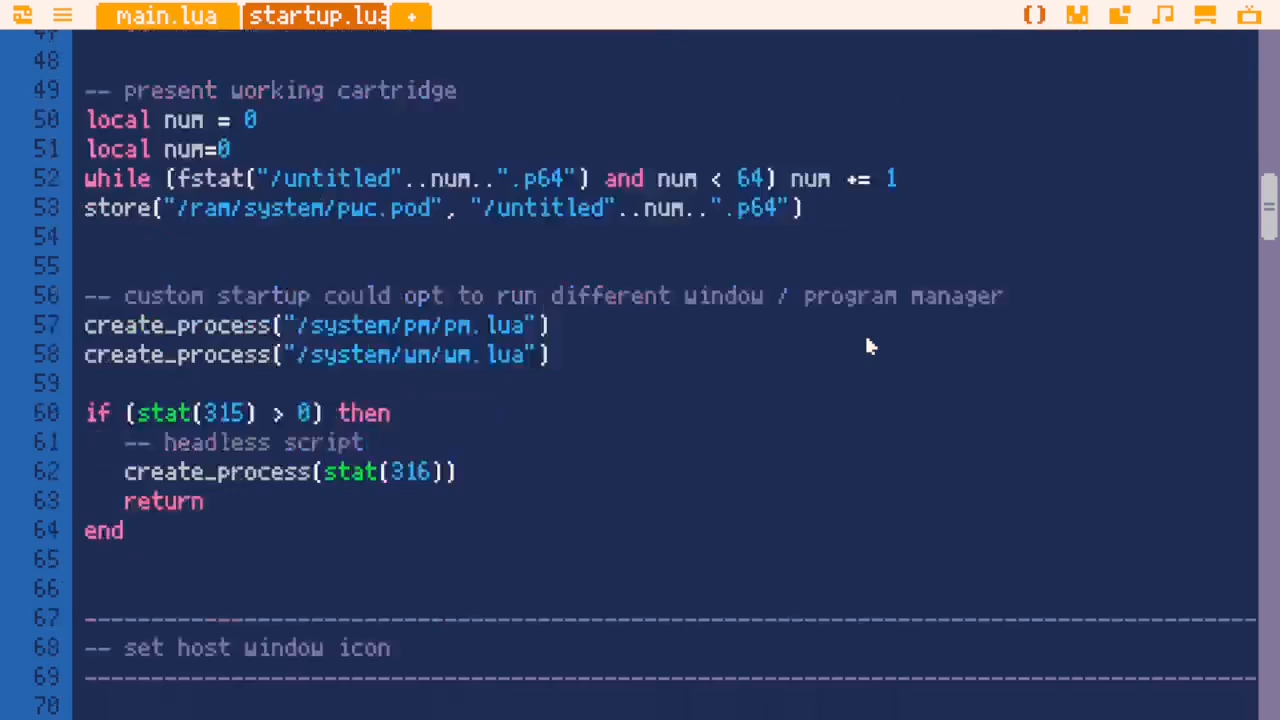 main.lua startup.lua +
47
48
49 -- present working cartridge
50 local num = 0
51 local num=0
52 while (fstat("/untitled"..num..".p64") and num < 64) num += 1
53 store("/ram/system/pwc.pod", "/untitled"..num..".p64")
54
55
56 -- custom startup could opt to run different window / program manager
57 create_process("/system/pm/pm.lua")
58 create_process("/system/wm/wm.lua")
59
60 if (stat(315) > 0) then
61 -- headless script
62 create_process(stat(316))
63 return
64 end
65
66
67 ----------------------------------------------------------------------------------------
68 -- set host window icon
69 ----------------------------------------------------------------------------------------
70